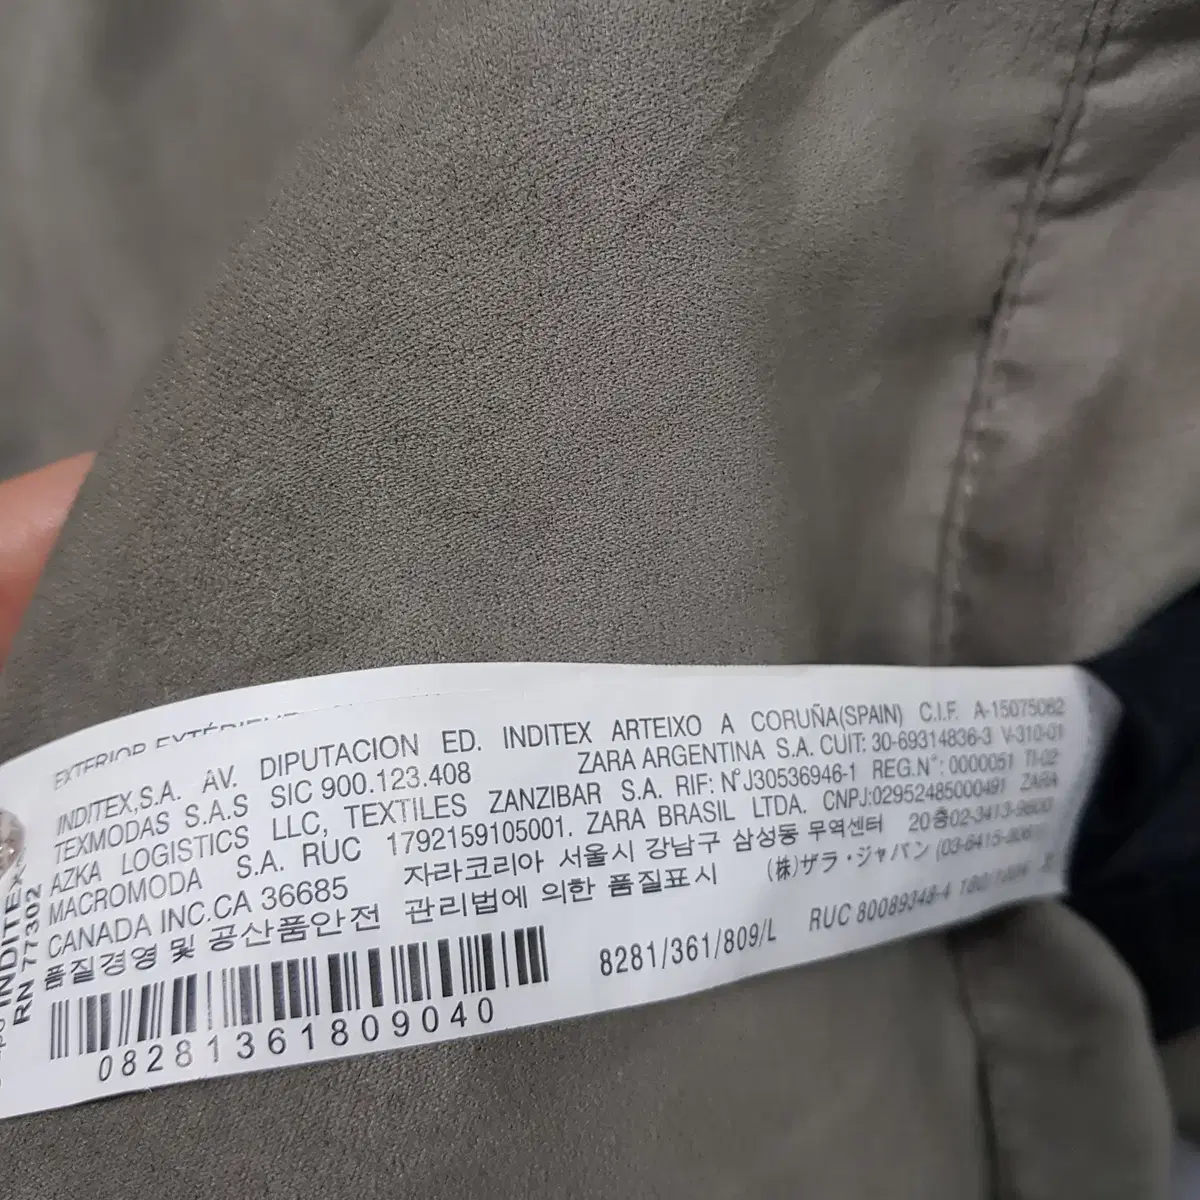 EXTERIOR
INDITEX,S.A. AV. DIPUTACION ED. INDITEX ARTEIXO A CORUÑA(SPAIN) C.I.F. A-15075062
TEXMODAS S.A.S SIC 900.123.408 ZARA ARGENTINA S.A. CUIT: 30-69314836-3 V-310-01
AZKA LOGISTICS LLC, TEXTILES ZANZIBAR S.A. RIF: NºJ30536946-1 REG.Nº: 0000051 TI-02
MACROMODA S.A. RUC 1792159105001. ZARA BRASIL LTDA. CNPJ:02952485000491 ZARA
CANADA INC.CA 36685 자라코리아 서울시 강남구 삼성동 무역센터 20층02-3413-9800
품질경영 및 공산품안전 관리법에 의한 품질표시 (株)ザラ・ジャパン
8281/361/809/L RUC 80089348-4
08281361809040
INDITEX
RN 77302